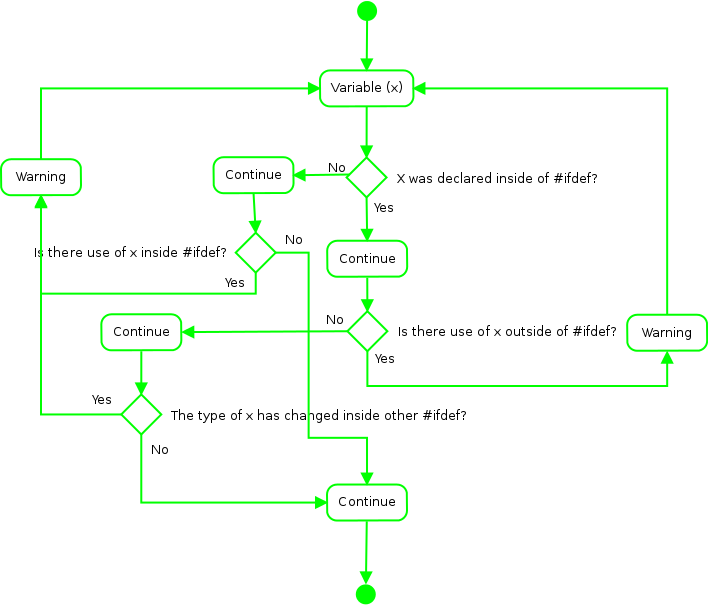 Variable (x)
No
Continue
Warning
X was declared inside of #ifdef?
Yes
No
Is there use of x inside #ifdef?
Continue
Yes
No
Continue
Is there use of x outside of #ifdef?
Warning
Yes
Yes
The type of x has changed inside other #ifdef?
No
Continue